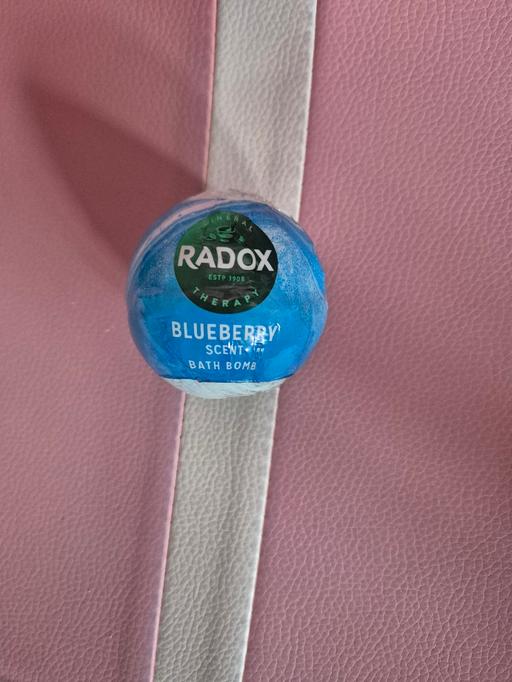 MINERAL
RADOX
ESTD 1908
THERAPY
BLUEBERRY
SCENT
BATH BOMB